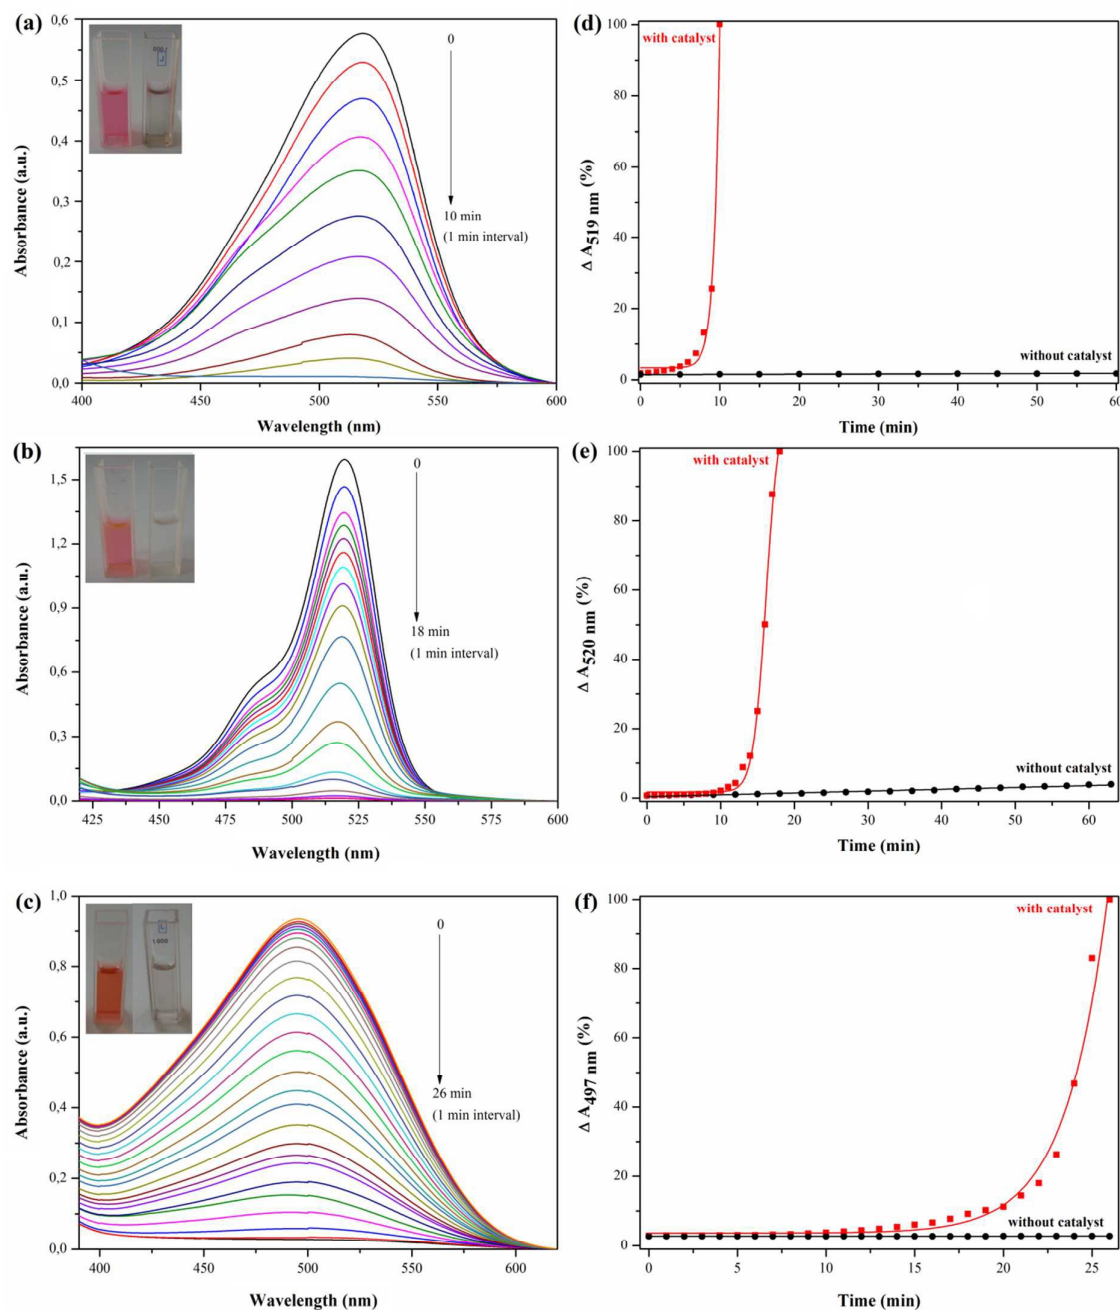 (a)
0,6
0,5
0,4
0,3
0,2
0,1
0,0
400
450
500
550
600
Absorbance (a.u.)
Wavelength (nm)
0
10 min
(1 min interval)
(d)
100
80
60
40
20
0
0
10
20
30
40
50
60
Δ A519 nm (%)
Time (min)
with catalyst
without catalyst
(b)
1,5
1,2
0,9
0,6
0,3
0,0
425
450
475
500
525
550
575
600
Absorbance (a.u.)
Wavelength (nm)
0
18 min
(1 min interval)
(e)
100
80
60
40
20
0
0
10
20
30
40
50
60
Δ A520 nm (%)
Time (min)
with catalyst
without catalyst
(c)
1,0
0,8
0,6
0,4
0,2
0,0
400
450
500
550
600
Absorbance (a.u.)
Wavelength (nm)
0
26 min
(1 min interval)
(f)
100
80
60
40
20
0
0
5
10
15
20
25
Δ A497 nm (%)
Time (min)
with catalyst
without catalyst